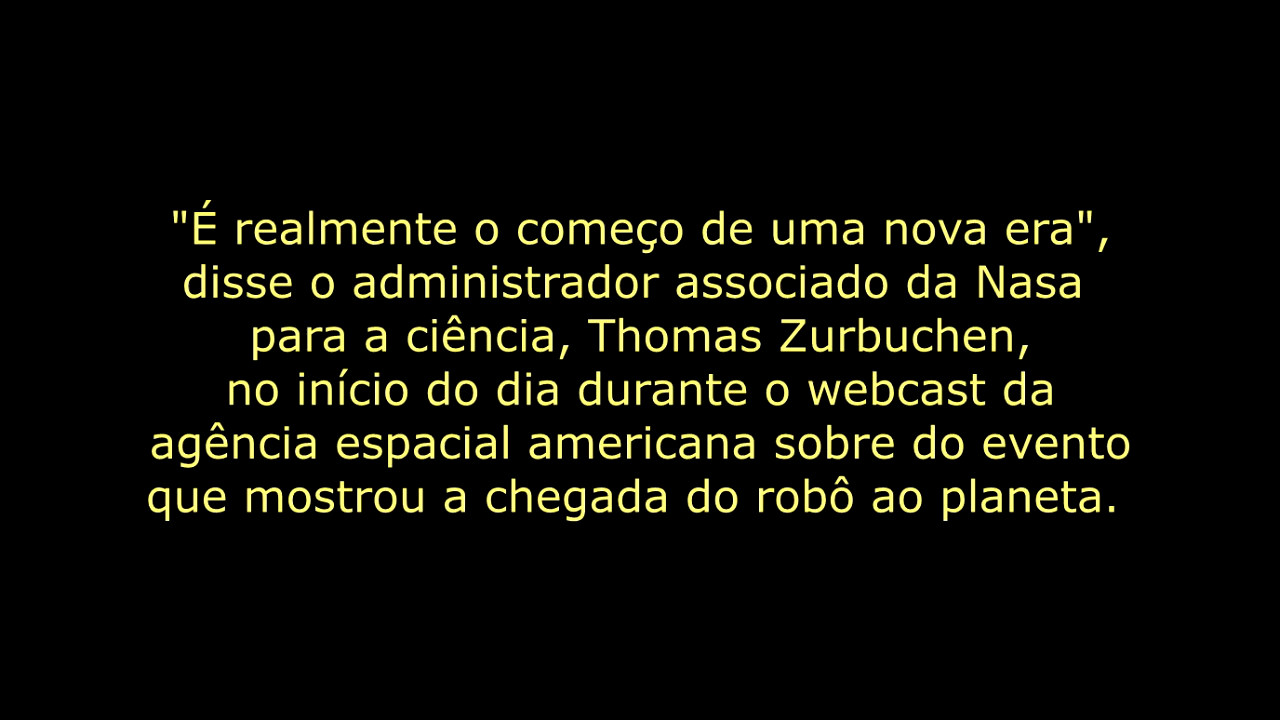 "É realmente o começo de uma nova era",
disse o administrador associado da Nasa
para a ciência, Thomas Zurbuchen,
no início do dia durante o webcast da
agência espacial americana sobre do evento
que mostrou a chegada do robô ao planeta.